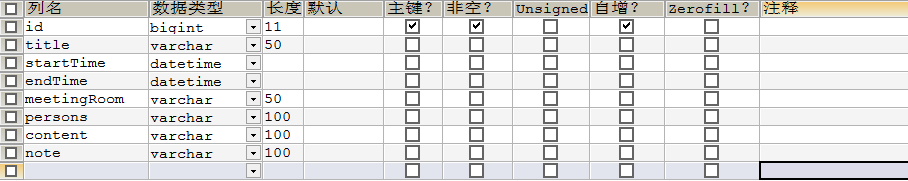 列名 数据类型 长度 默认 主键? 非空? Unsigned 自增? Zerofill? 注释
id bigint 11
title varchar 50
startTime datetime
endTime datetime
meetingRoom varchar 50
persons varchar 100
content varchar 100
note varchar 100